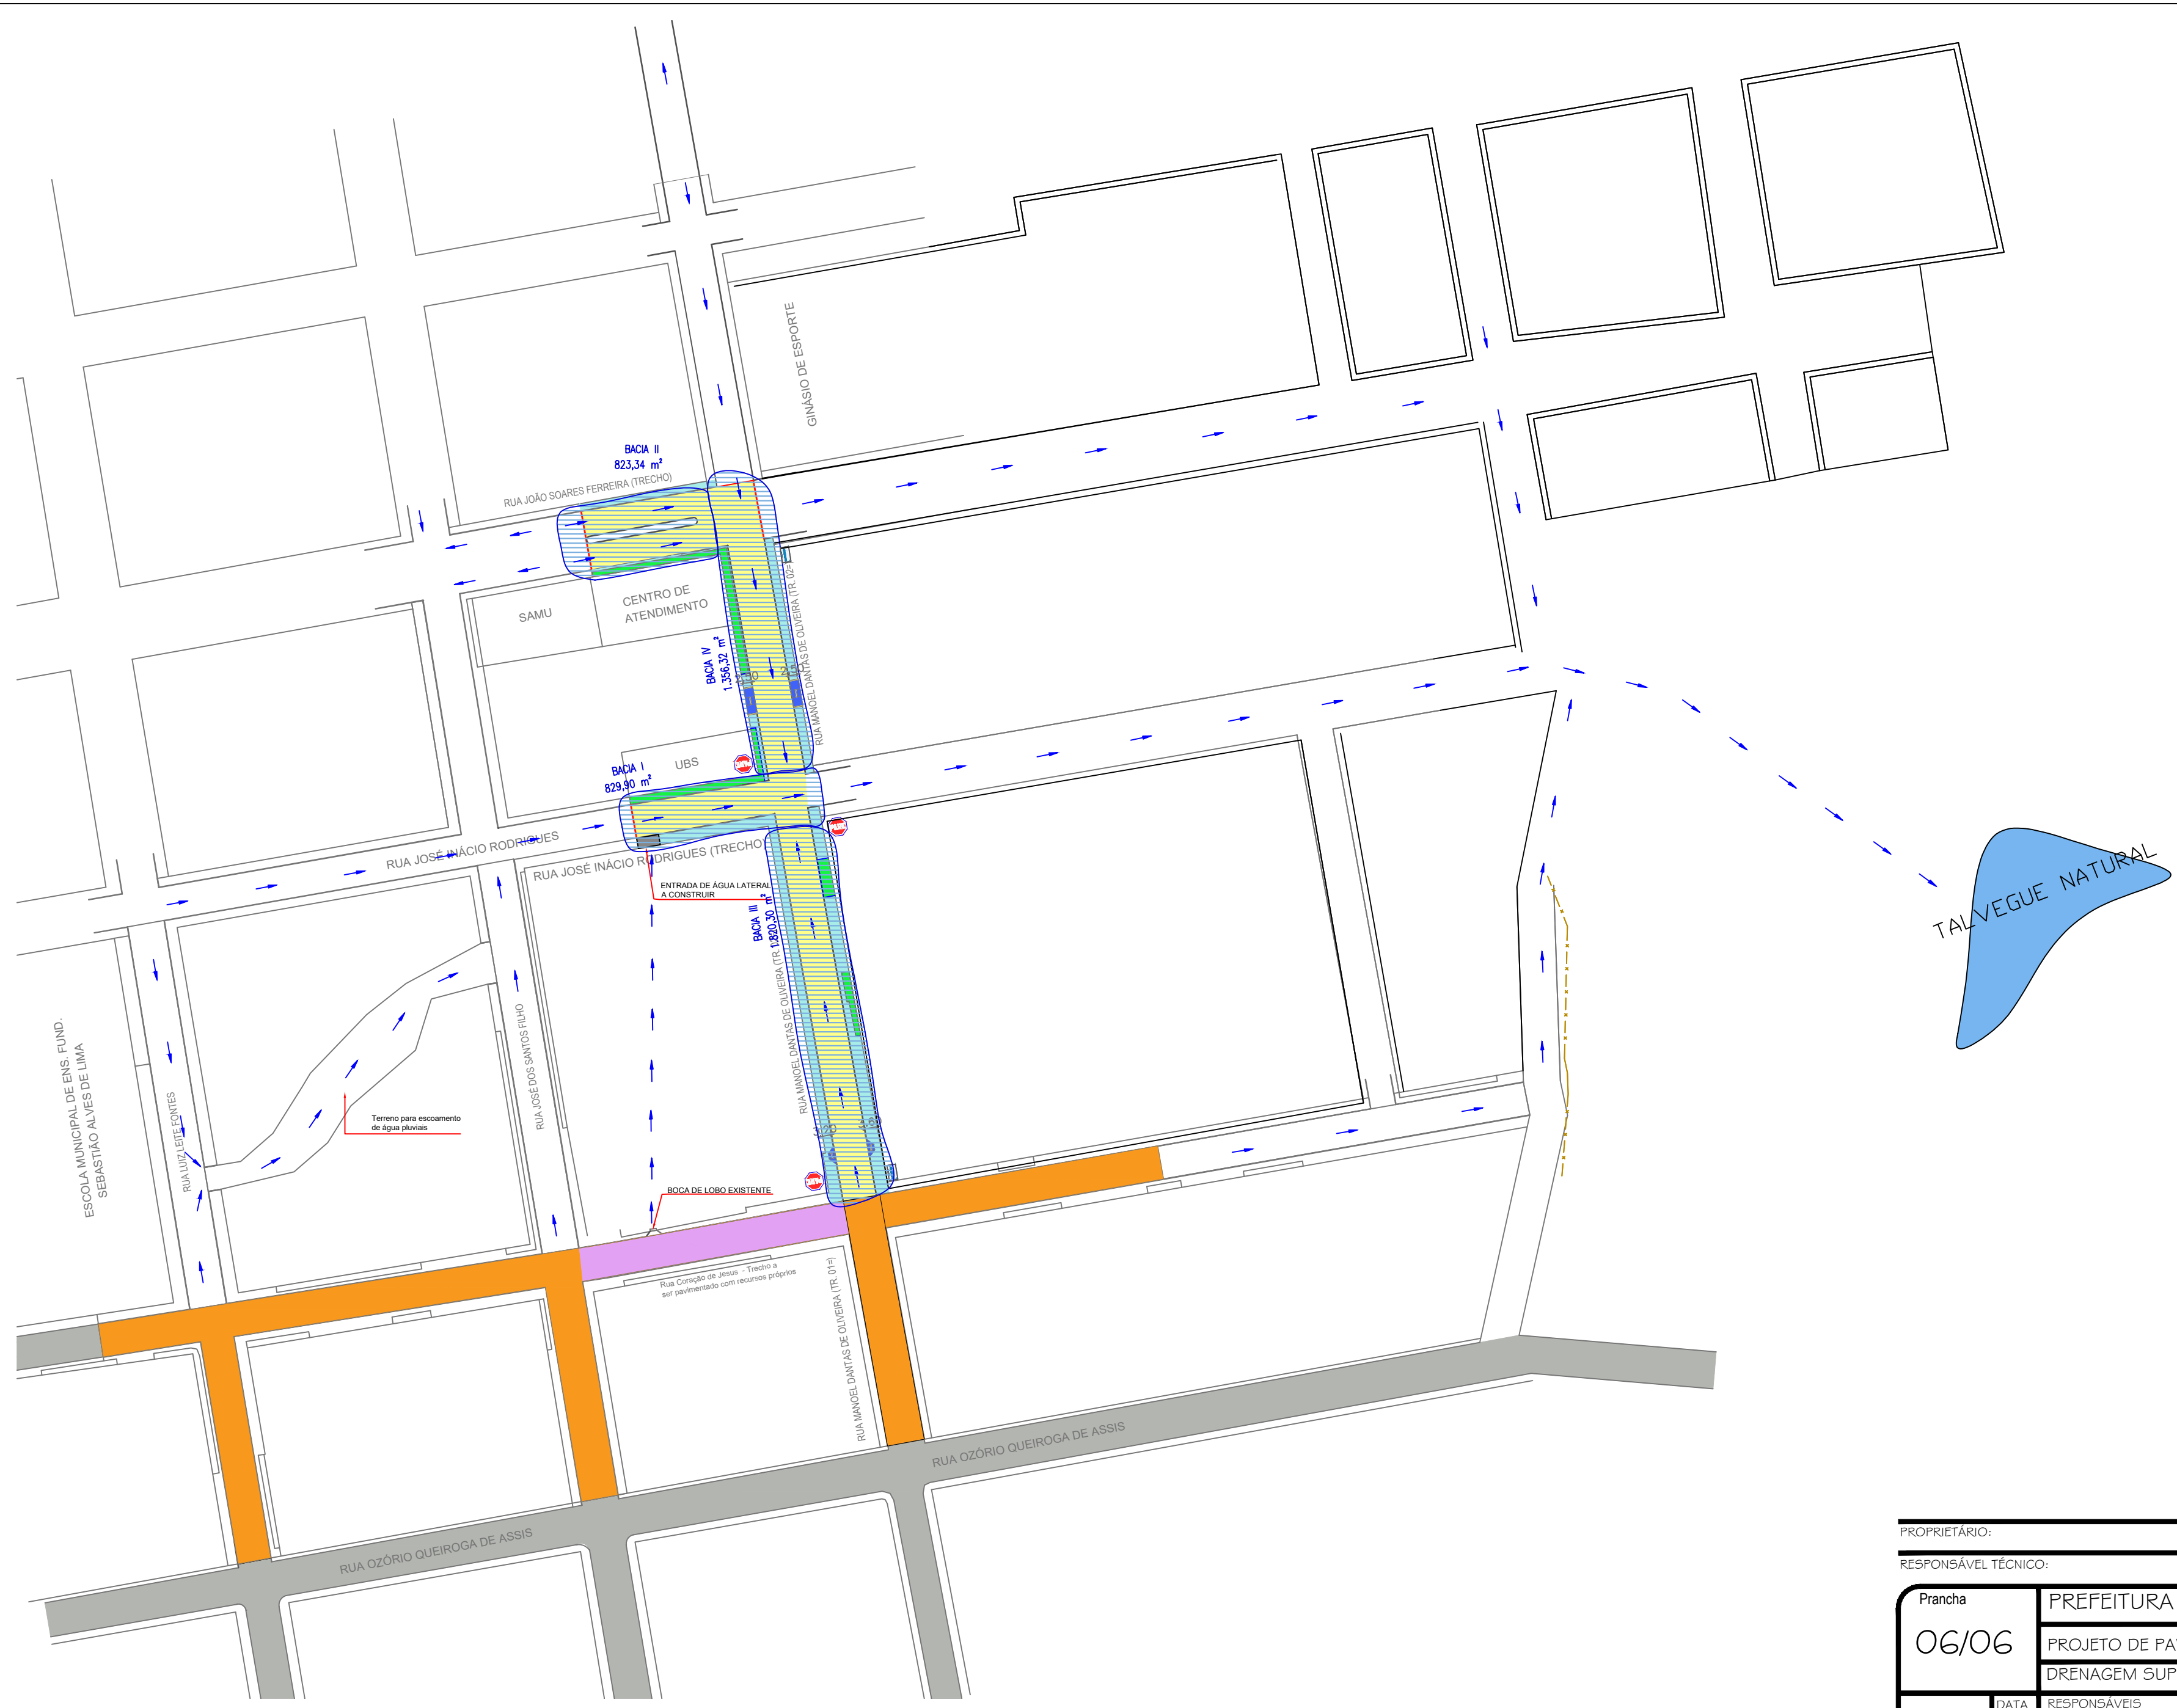 GINÁSIO DE ESPORTE
BACIA II
823,34 m²
RUA JOÃO SOARES FERREIRA (TRECHO)
SAMU
CENTRO DE
ATENDIMENTO
BACIA IV
1.356,32 m²
RUA MANOEL DANTAS DE OLIVEIRA (TR. 02=)
UBS
BACIA I
829,90 m²
RUA JOSÉ INÁCIO RODRIGUES
RUA JOSÉ INÁCIO RODRIGUES (TRECHO)
ENTRADA DE ÁGUA LATERAL
A CONSTRUIR
BACIA III
1.820,30 m²
RUA MANOEL DANTAS DE OLIVEIRA (TR.
TALVEGUE NATURAL
ESCOLA MUNICIPAL DE ENS. FUND.
SEBASTIÃO ALVES DE LIMA
RUA LUIZ LEITE FONTES
Terreno para escoamento
de água pluviais
RUA JOSÉ DOS SANTOS FILHO
BOCA DE LOBO EXISTENTE
Rua Coração de Jesus - Trecho a
ser pavimentado com recursos próprios
RUA MANOEL DANTAS DE OLIVEIRA (TR. 01=)
RUA OZÓRIO QUEIROGA DE ASSIS
RUA OZÓRIO QUEIROGA DE ASSIS
PROPRIETÁRIO:
RESPONSÁVEL TÉCNICO:
Prancha
06/06
PREFEITURA
PROJETO DE PA
DRENAGEM SUP
DATA
RESPONSÁVEIS